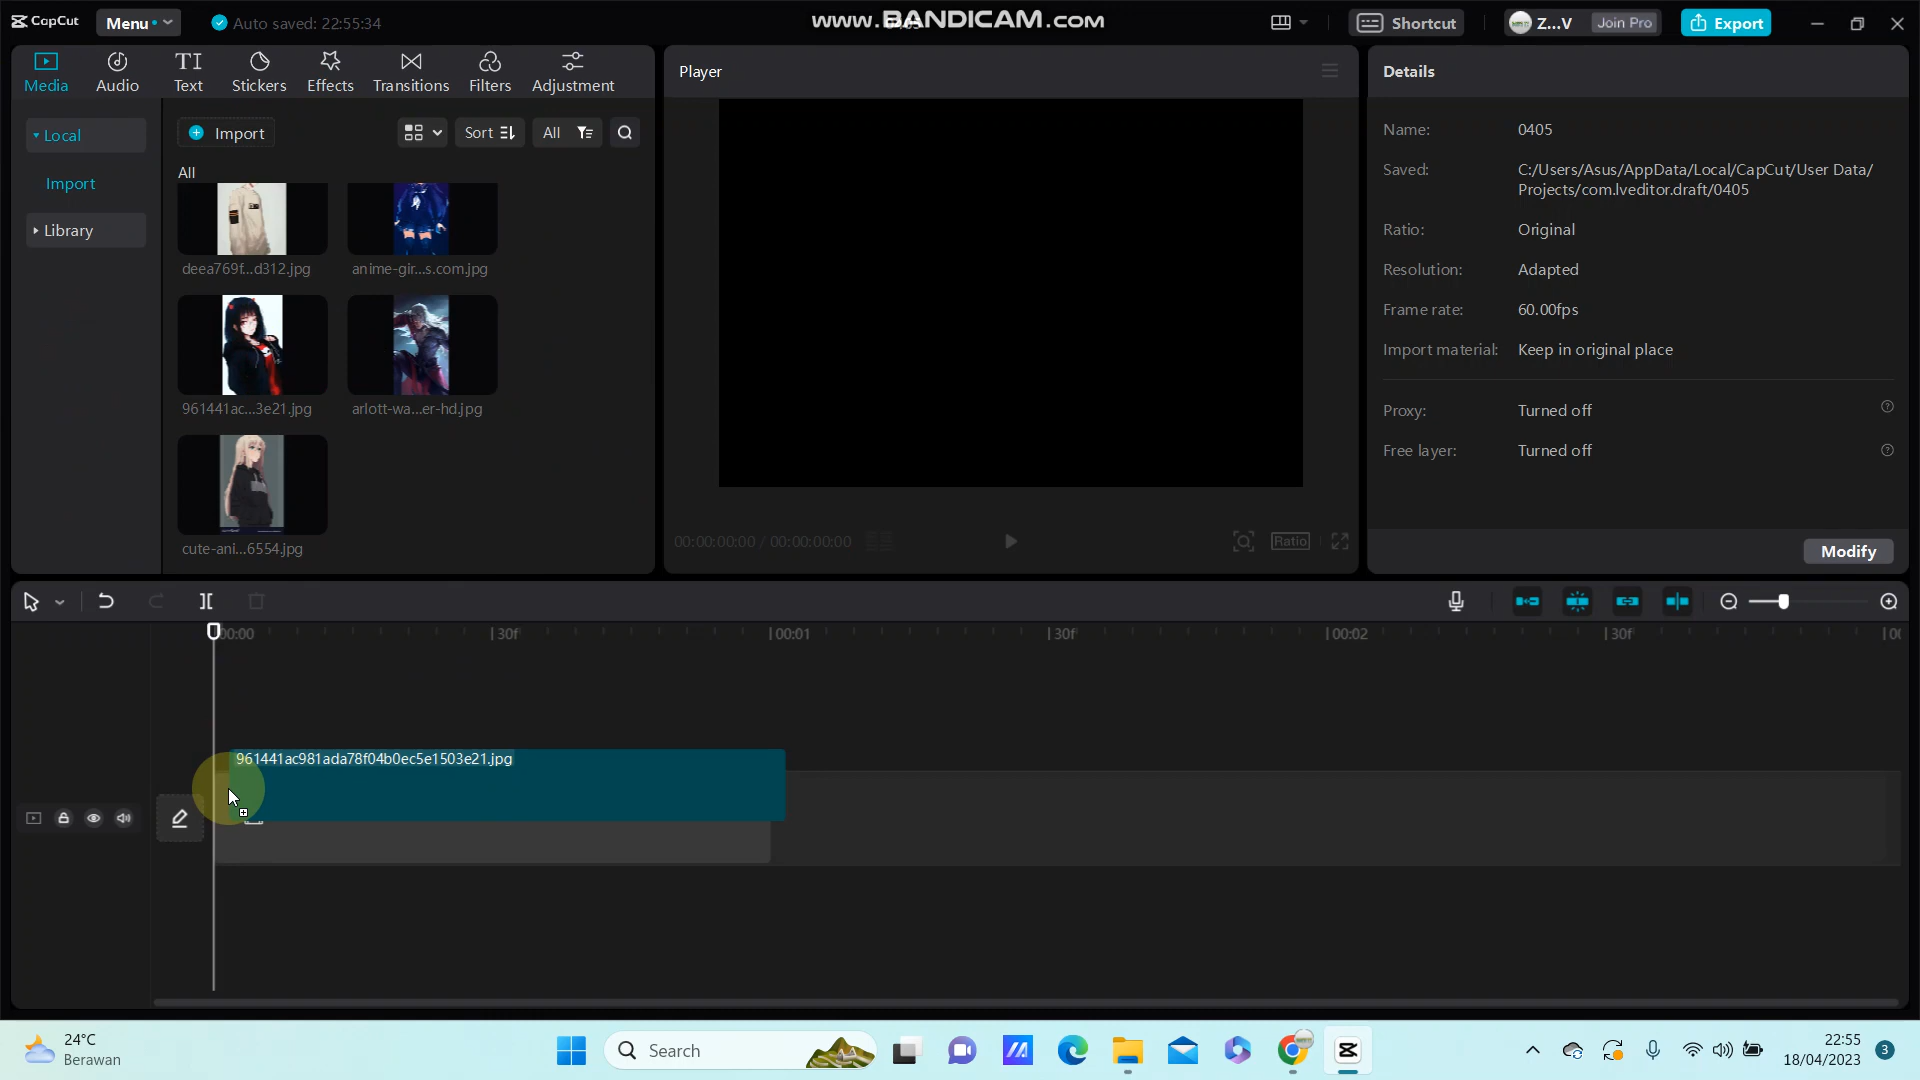 CapCut
Menu
Auto saved: 22:55:34
www.BANDICAM.com
Shortcut
Z...V
Join Pro
Export
Media
Audio
Text
Stickers
Effects
Transitions
Filters
Adjustment
Player
Details
Local
Import
Library
Import
Sort
All
All
deea769f...d312.jpg
anime-gir...s.com.jpg
961441ac...3e21.jpg
arlott-wa...er-hd.jpg
cute-ani...6554.jpg
00:00:00:00 / 00:00:00:00
Ratio
Name: 0405
Saved: C:/Users/Asus/AppData/Local/CapCut/User Data/
Projects/com.lveditor.draft/0405
Ratio: Original
Resolution: Adapted
Frame rate: 60.00fps
Import material: Keep in original place
Proxy: Turned off
Free layer: Turned off
Modify
00:00 30f 00:01 30f 00:02 30f
961441ac981ada78f04b0ec5e1503e21.jpg
24°C
Berawan
Search
22:55
18/04/2023
3